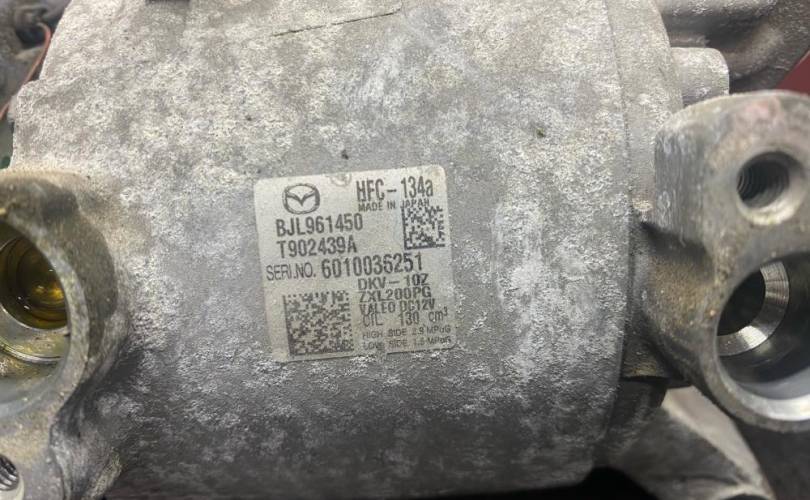 HFC-134a
MADE IN JAPAN
BJL961450
T902439A
SERI.NO. 6010036251
DKV-10Z
ZXL200PG
VALEO DC12V
OIL 130 cm³
HIGH SIDE 2.9 MPaG
LOW SIDE 1.5 MPaG